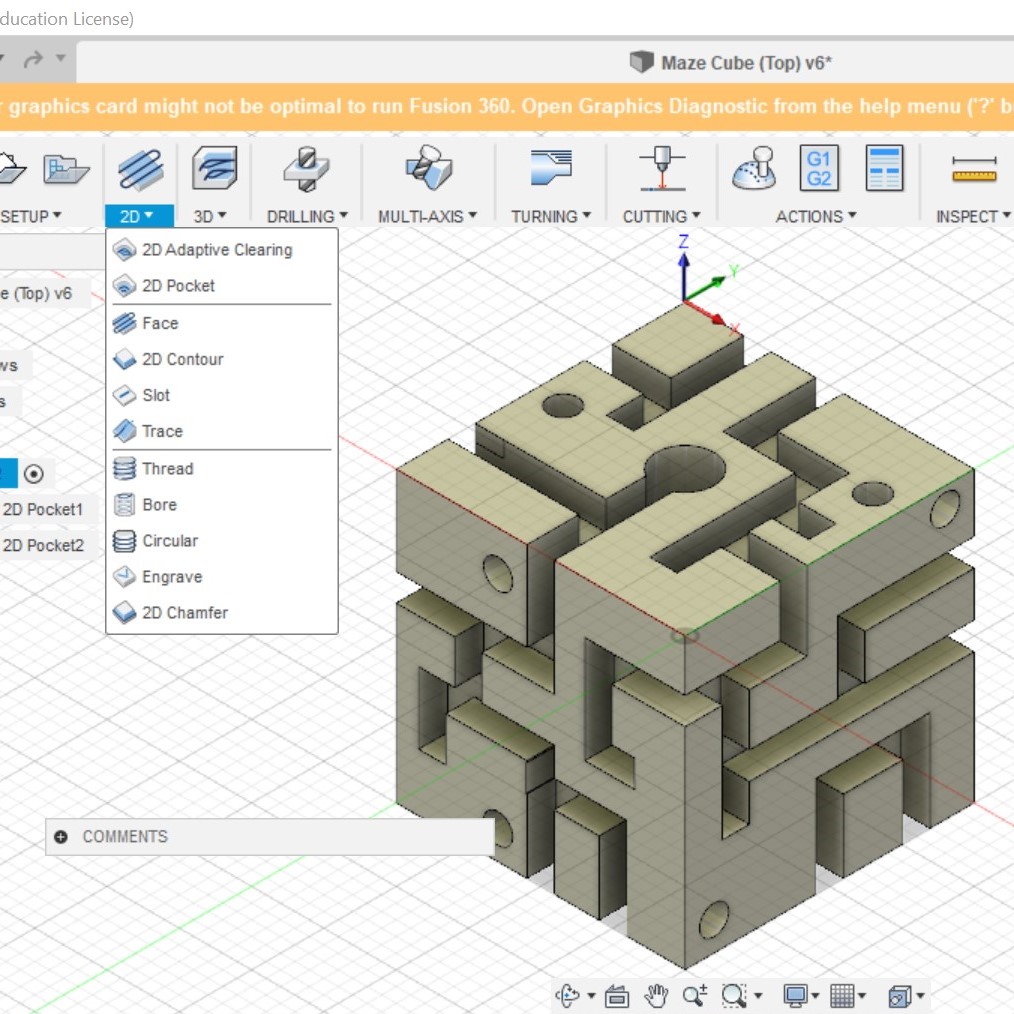 ducation License)
Maze Cube (Top) v6*
graphics card might not be optimal to run Fusion 360. Open Graphics Diagnostic from the help menu ('?'
G1
G2
SETUP
2D
3D
DRILLING
MULTI-AXIS
TURNING
CUTTING
ACTIONS
INSPECT
2D Adaptive Clearing
2D Pocket
Face
2D Contour
Slot
Trace
Thread
Bore
Circular
Engrave
2D Chamfer
Z
Y
X
(Top) v6
2D Pocket1
2D Pocket2
COMMENTS